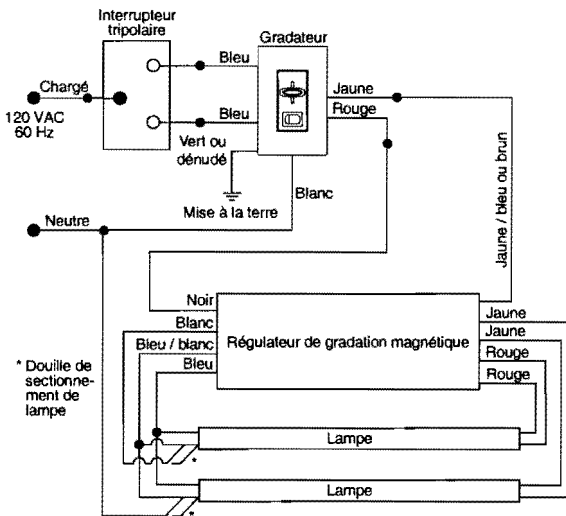 Interrupteur
tripolaire
Gradateur
Bleu
Chargé
Jaune
Rouge
120 VAC
60 Hz
Bleu
Vert ou
dénudé
Blanc
Mise à la terre
Neutre
Jaune / bleu ou brun
Noir
Blanc
Bleu / blanc
Bleu
Régulateur de gradation magnétique
Jaune
Jaune
Rouge
Rouge
* Douille de
sectionne-
ment de
lampe
Lampe
*
Lampe
*